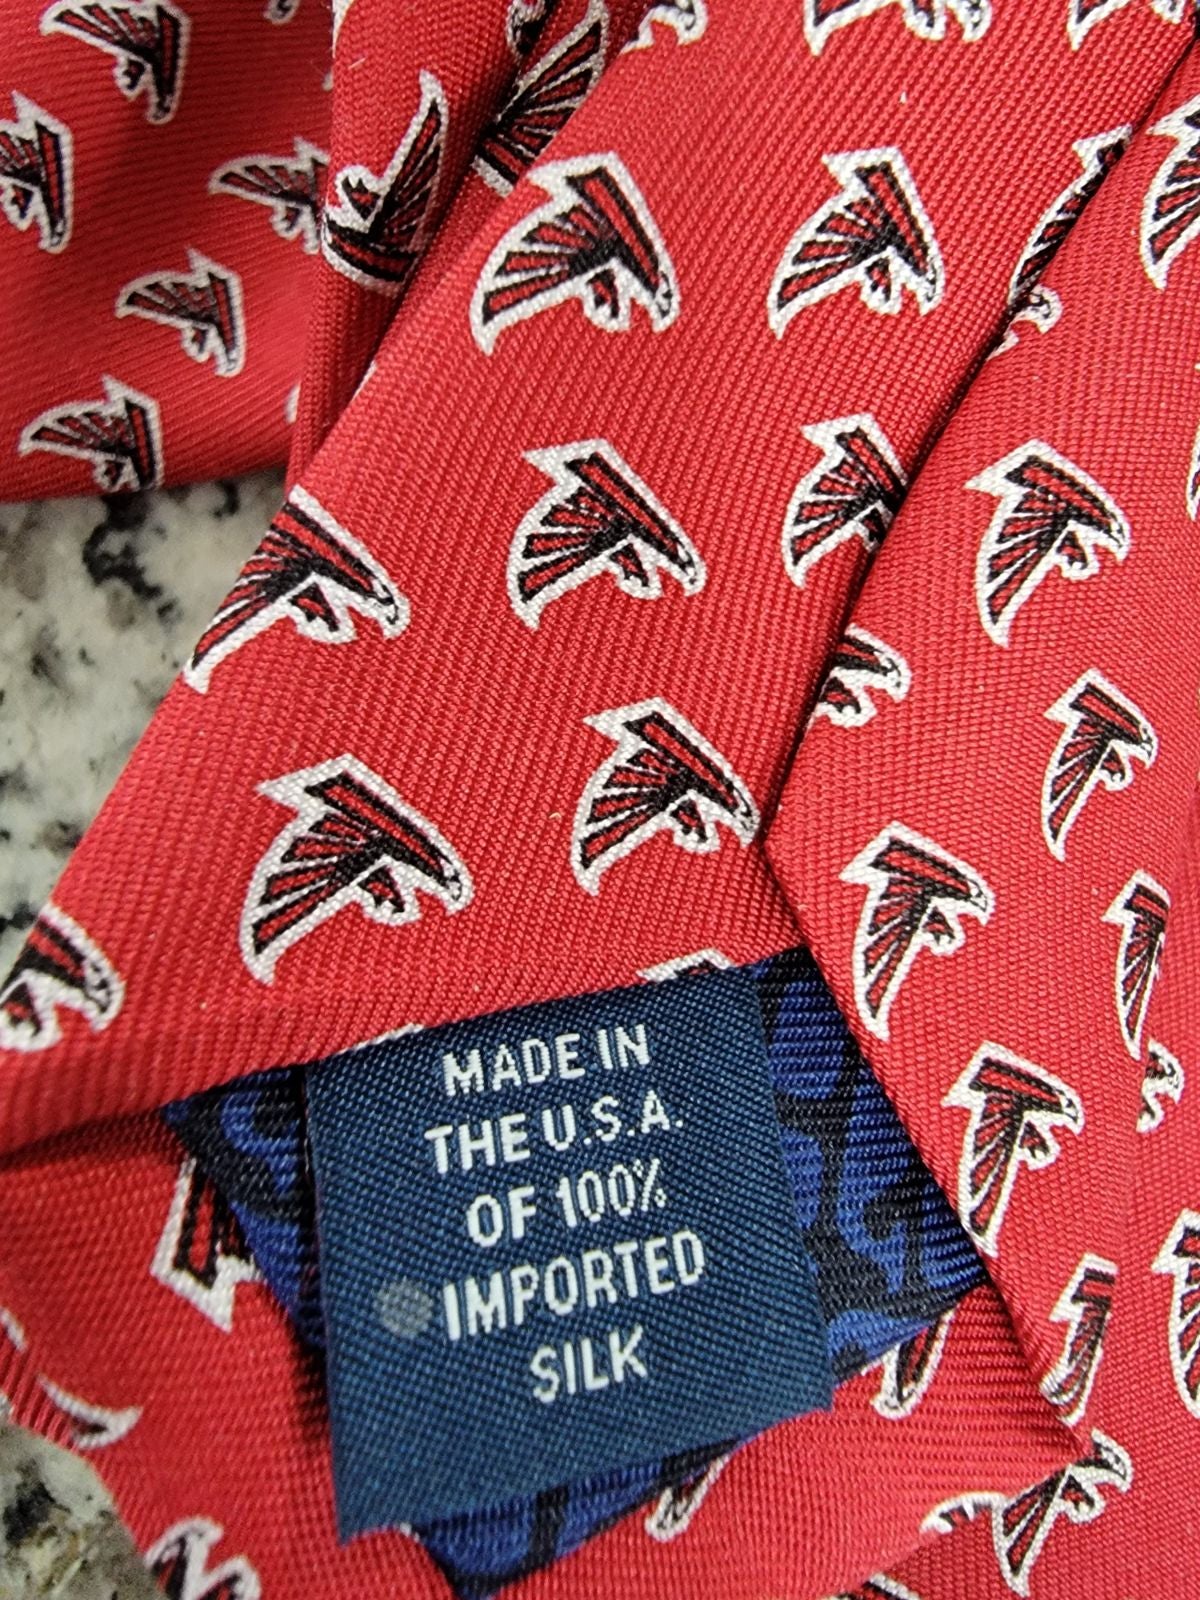 MADE IN
THE U.S.A.
OF 100%
IMPORTED
SILK